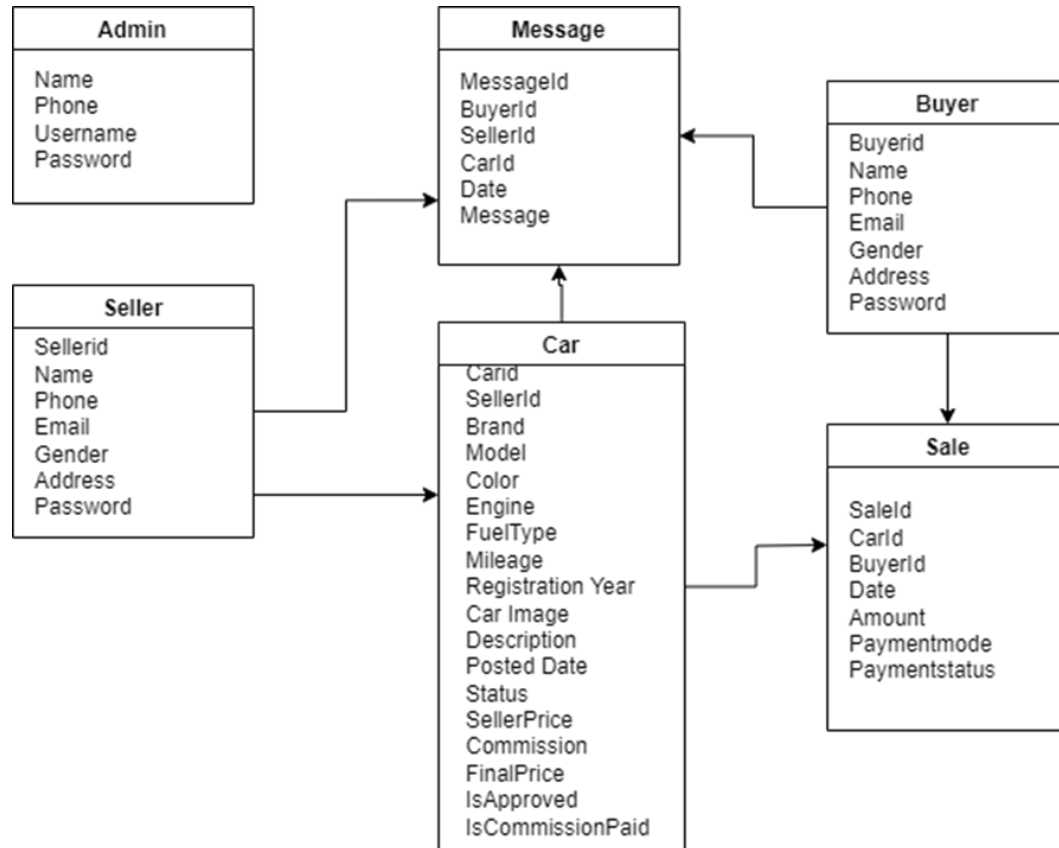 Admin
Name
Phone
Username
Password
Message
MessageId
BuyerId
SellerId
CarId
Date
Message
Buyer
Buyerid
Name
Phone
Email
Gender
Address
Password
Seller
Sellerid
Name
Phone
Email
Gender
Address
Password
Car
Carid
SellerId
Brand
Model
Color
Engine
FuelType
Mileage
Registration Year
Car Image
Description
Posted Date
Status
SellerPrice
Commission
FinalPrice
IsApproved
IsCommissionPaid
Sale
SaleId
CarId
BuyerId
Date
Amount
Paymentmode
Paymentstatus